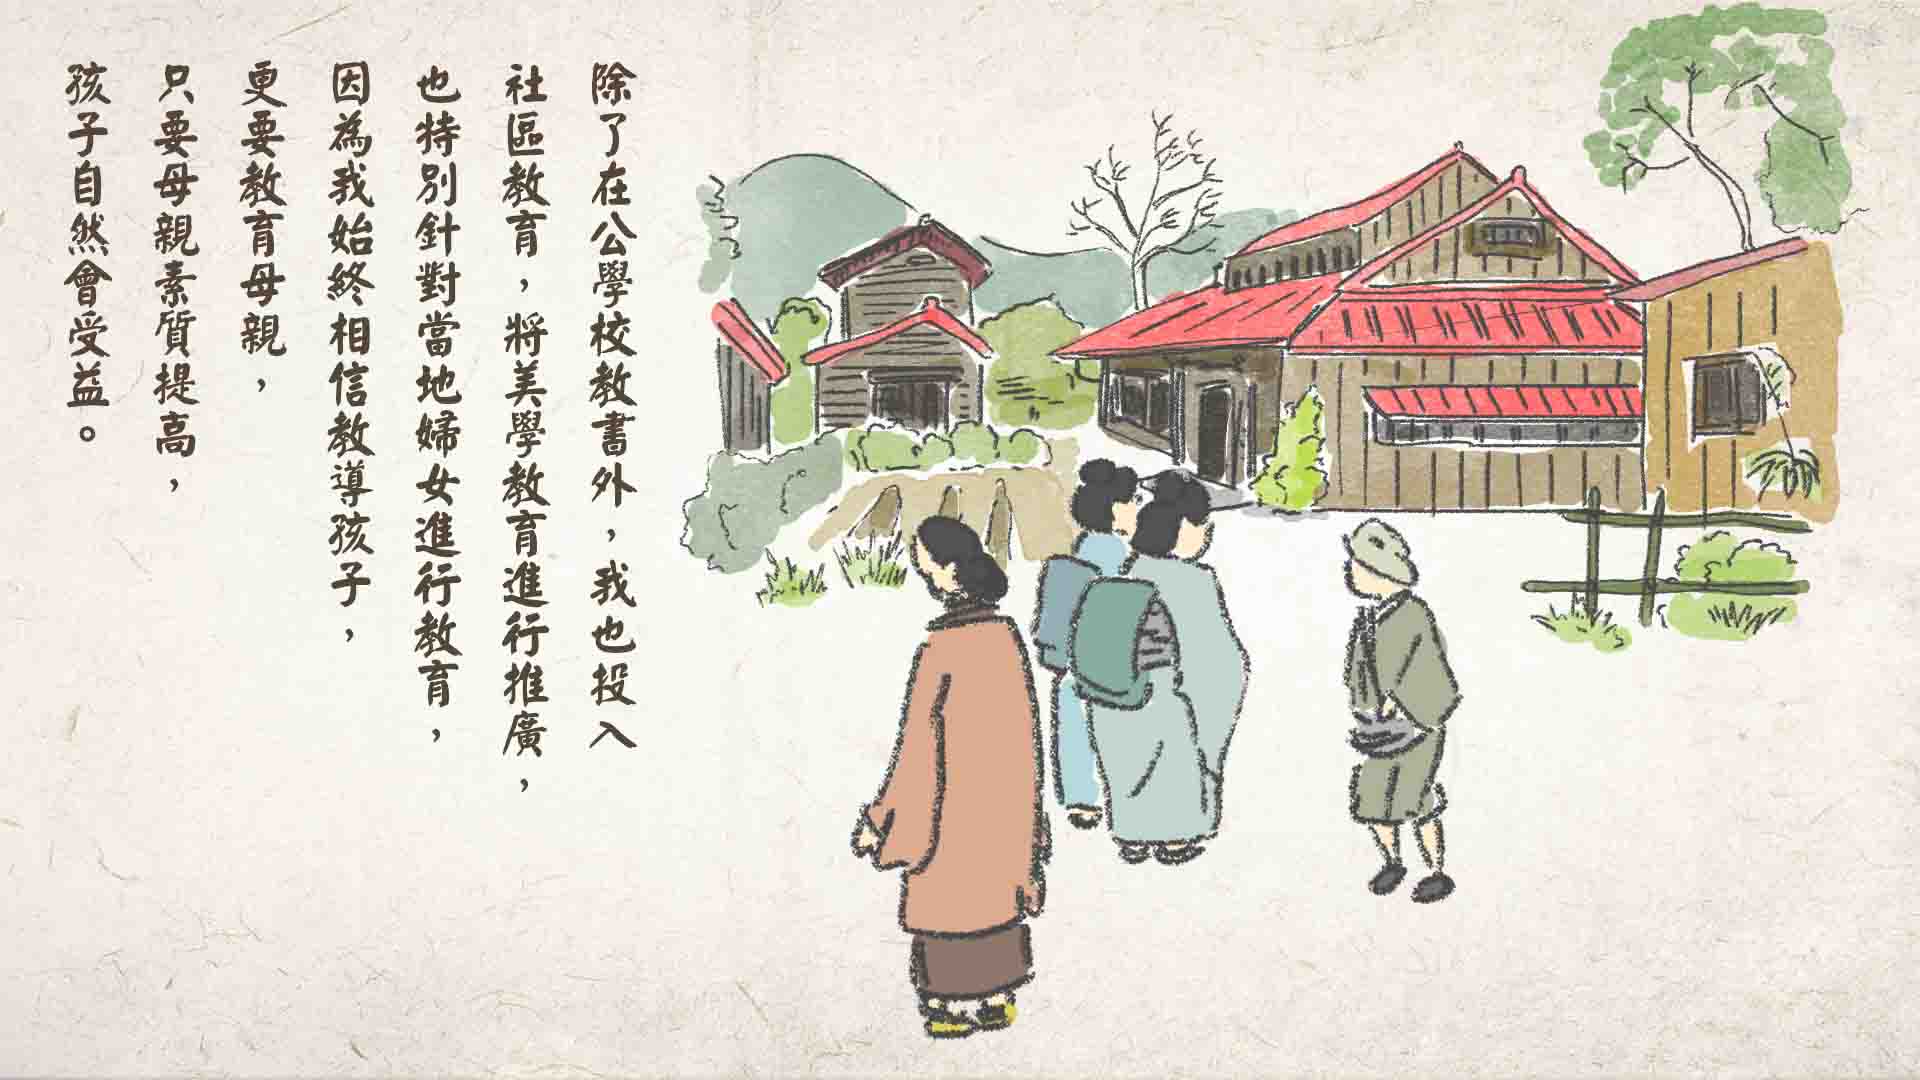 除了在公學校教書外，我也投入
社區教育，將美學教育進行推廣，
也特別針對當地婦女進行教育，
因為我始終相信教導孩子，
更要教育母親，
只要母親素質提高，
孩子自然會受益。